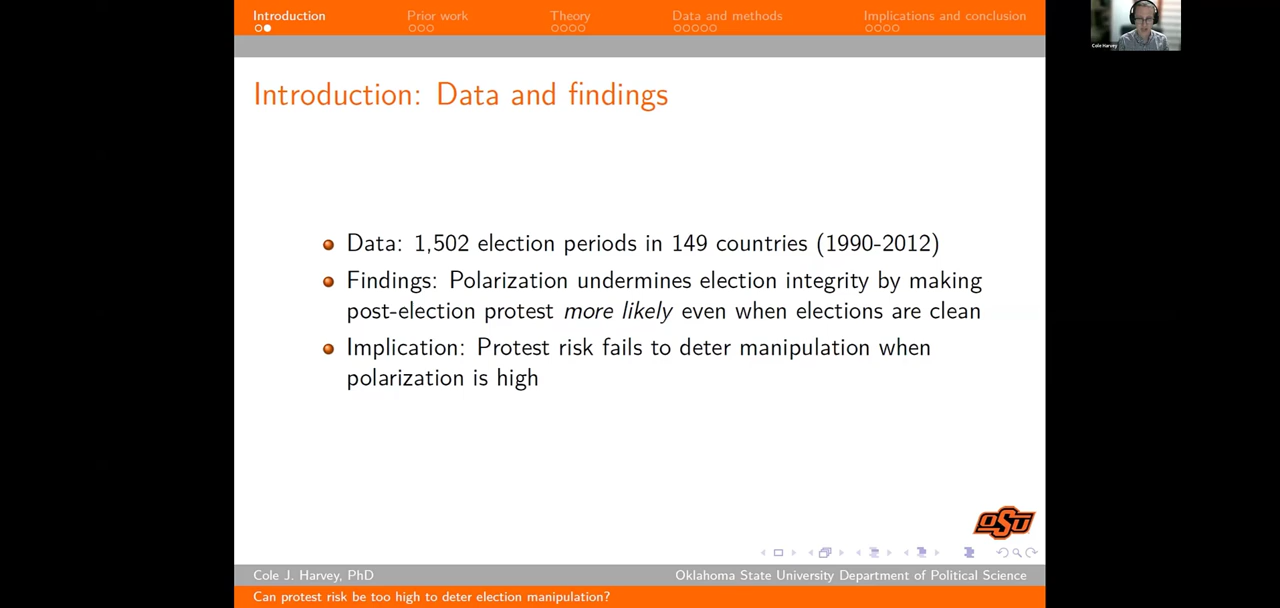 Introduction Prior work Theory Data and methods Implications and conclusion
Cole Harvey
Introduction: Data and findings
Data: 1,502 election periods in 149 countries (1990-2012)
Findings: Polarization undermines election integrity by making
post-election protest more likely even when elections are clean
Implication: Protest risk fails to deter manipulation when
polarization is high
OSU
Cole J. Harvey, PhD Oklahoma State University Department of Political Science
Can protest risk be too high to deter election manipulation?